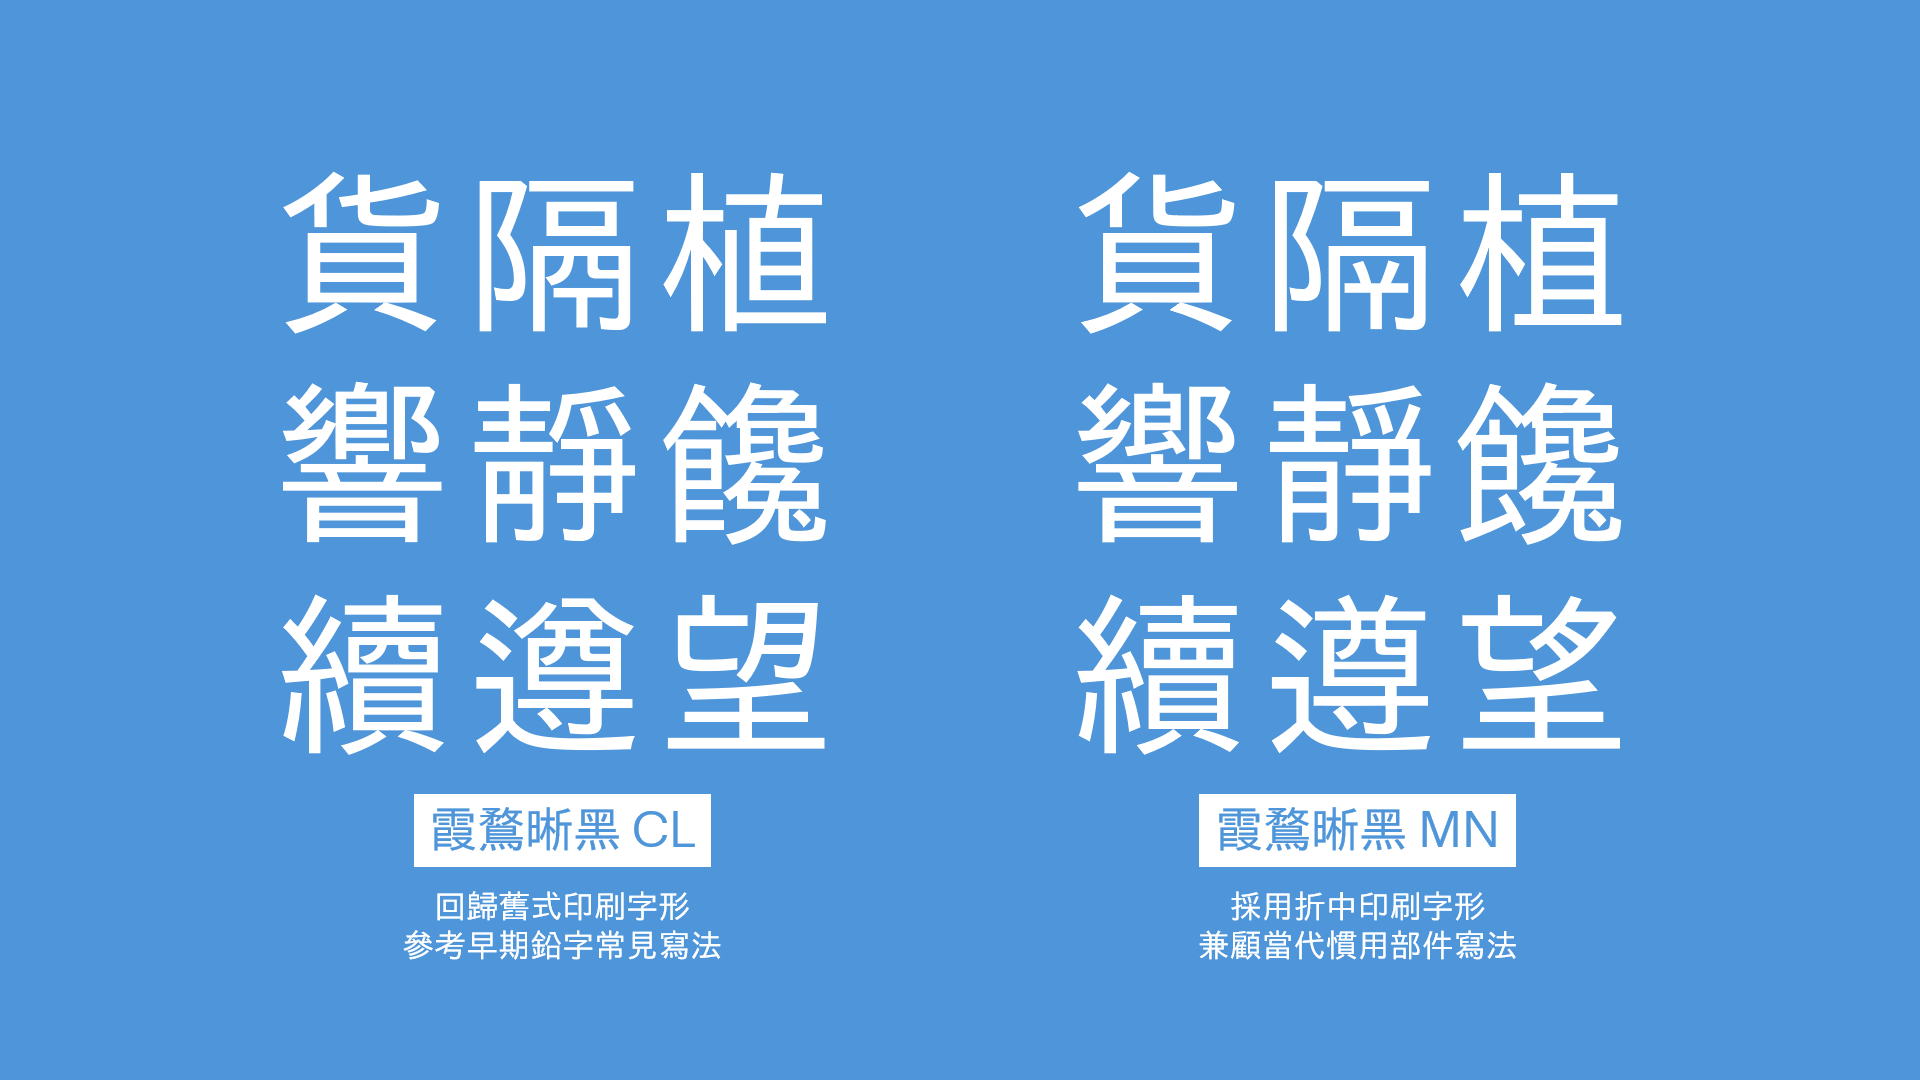 貨隔植
響靜饞
續遵望
霞鶩晰黑 CL
回歸舊式印刷字形
參考早期鉛字常見寫法
貨隔植
響靜饞
續遵望
霞鶩晰黑 MN
採用折中印刷字形
兼顧當代慣用部件寫法